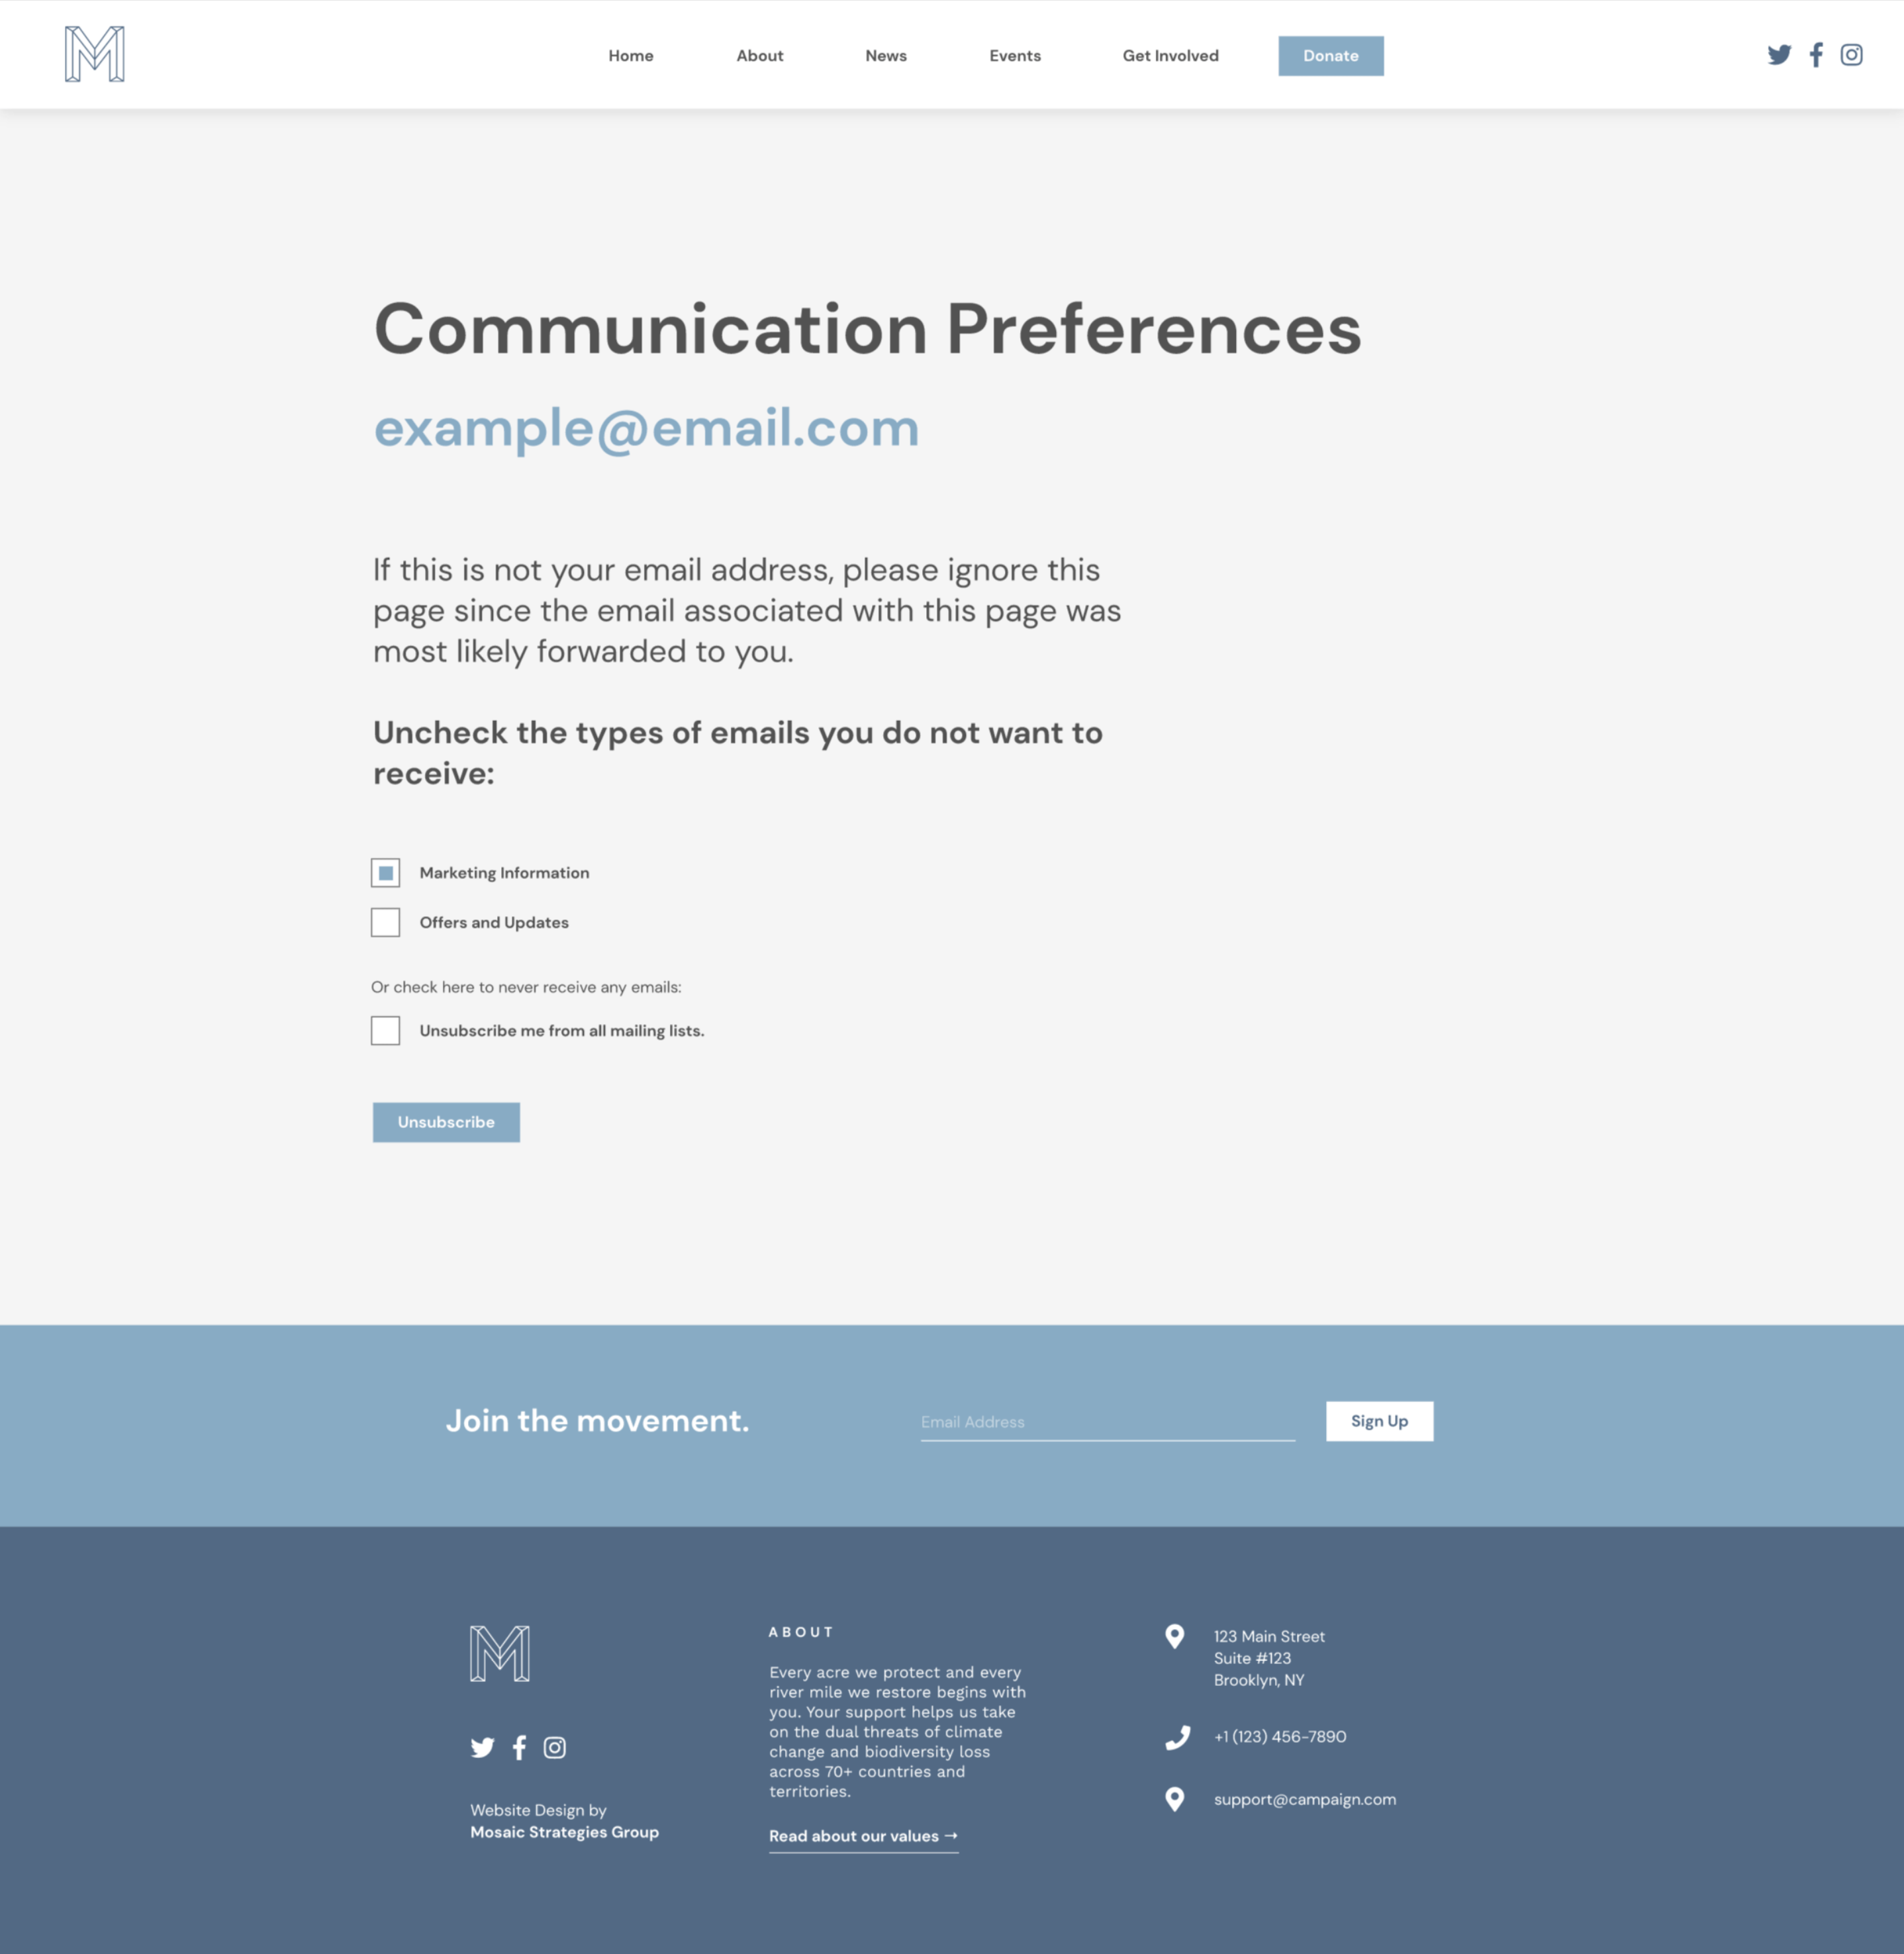 Home About News Events Get Involved Donate
Communication Preferences
example@email.com
If this is not your email address, please ignore this
page since the email associated with this page was
most likely forwarded to you.
Uncheck the types of emails you do not want to
receive:
Marketing Information
Offers and Updates
Or check here to never receive any emails:
Unsubscribe me from all mailing lists.
Unsubscribe
Join the movement.
Email Address
Sign Up
M
Website Design by
Mosaic Strategies Group
ABOUT
Every acre we protect and every
river mile we restore begins with
you. Your support helps us take
on the dual threats of climate
change and biodiversity loss
across 70+ countries and
territories.
Read about our values →
123 Main Street
Suite #123
Brooklyn, NY
+1 (123) 456-7890
support@campaign.com